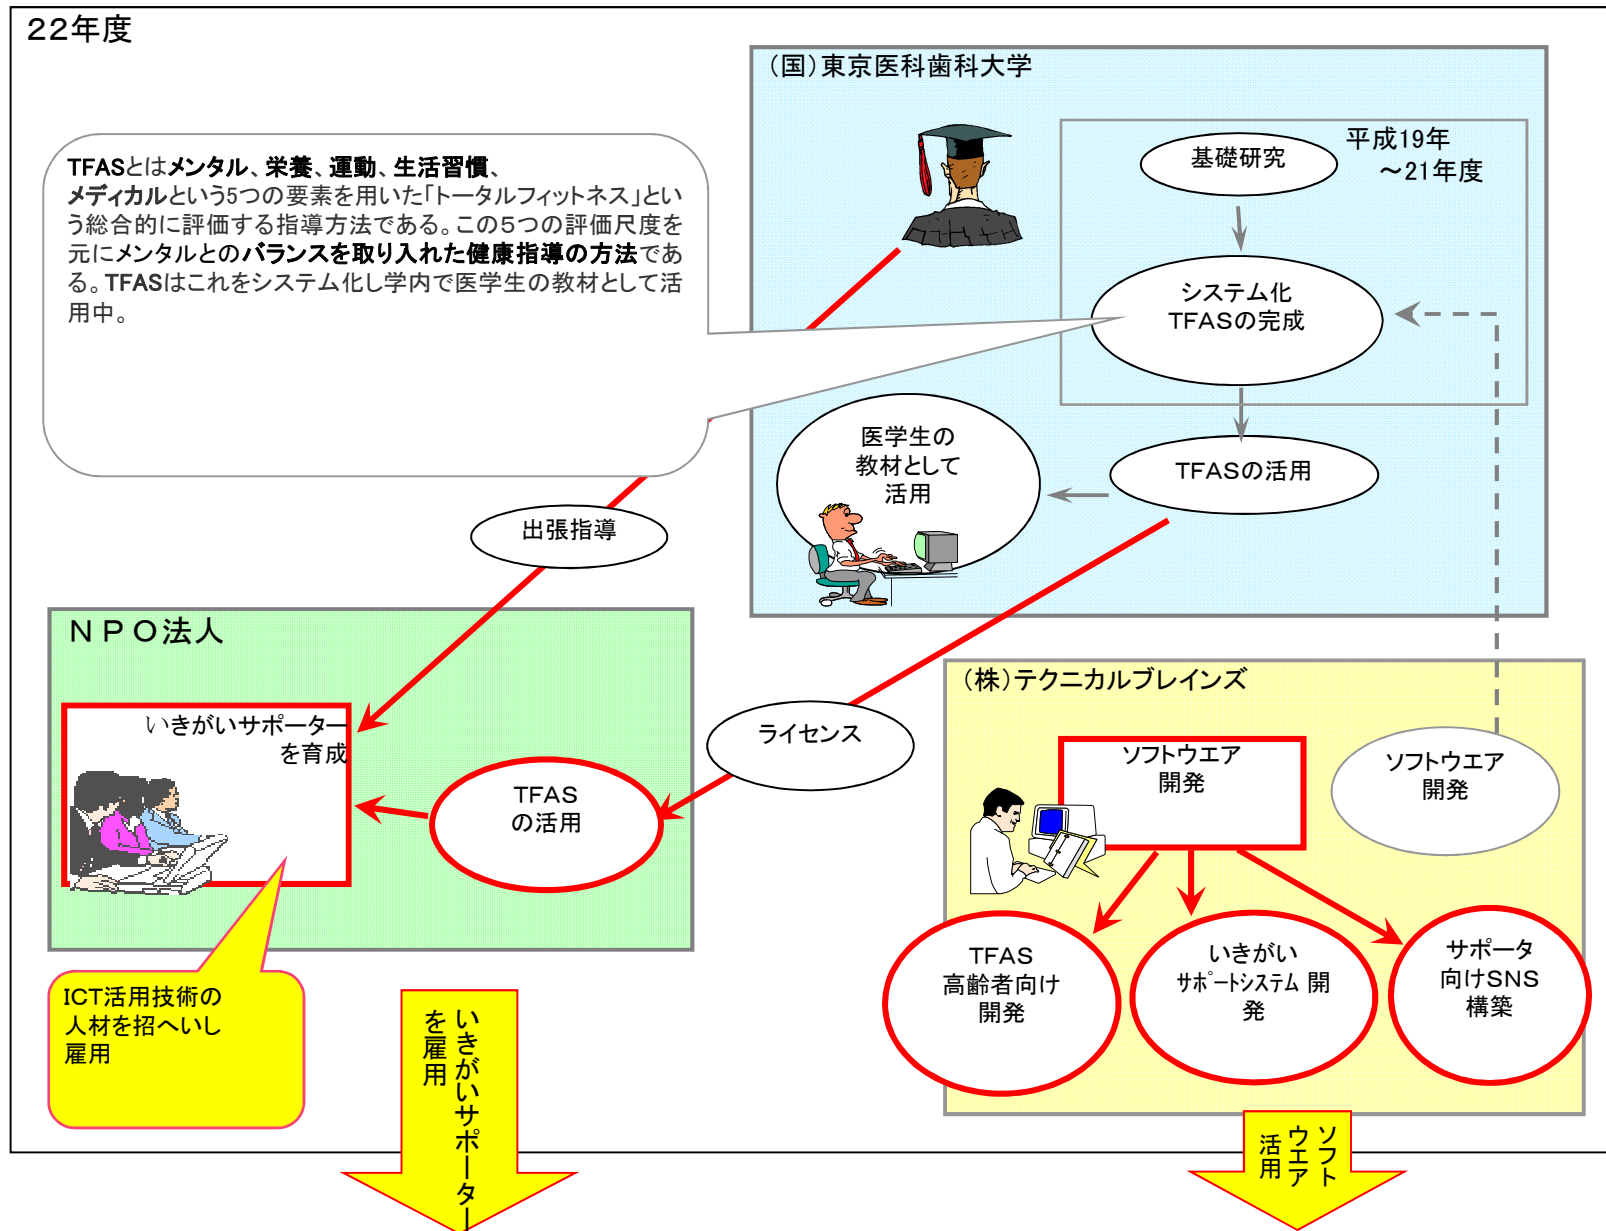 22年度
（国）東京医科歯科大学
TFASとはメンタル、栄養、運動、生活習慣、
メディカルという5つの要素を用いた「トータルフィットネス」とい
う総合的に評価する指導方法である。この５つの評価尺度を
元にメンタルとのバランスを取り入れた健康指導の方法であ
る。TFASはこれをシステム化し学内で医学生の教材として活
用中。
基礎研究
平成19年
～21年度
システム化
TFASの完成
医学生の
教材として
活用
TFASの活用
出張指導
ＮＰＯ法人
いきがいサポーター
を育成
TFAS
の活用
ライセンス
（株）テクニカルブレインズ
ソフトウエア
開発
ソフトウエア
開発
TFAS
高齢者向け
開発
いきがい
ｻﾎﾟｰﾄｼｽﾃﾑ 開
発
サポータ
向けSNS
構築
ICT活用技術の
人材を招へいし
雇用
いきがいサポーター
を雇用
ソフト
ウエア
活用